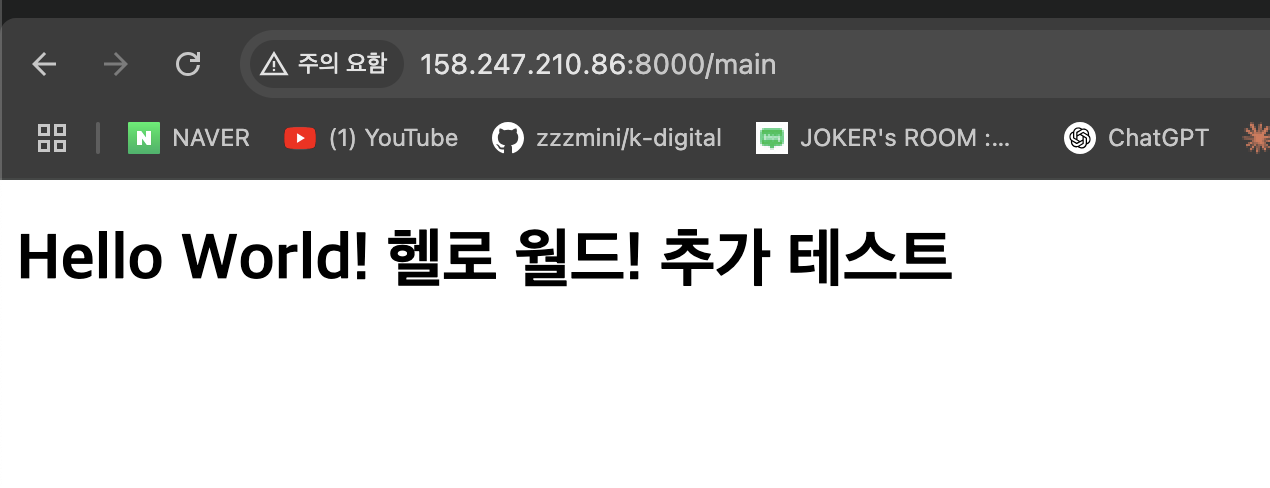 주의 요함 158.247.210.86:8000/main
NAVER (1) YouTube zzzmini/k-digital JOKER's ROOM :... ChatGPT
Hello World! 헬로 월드! 추가 테스트